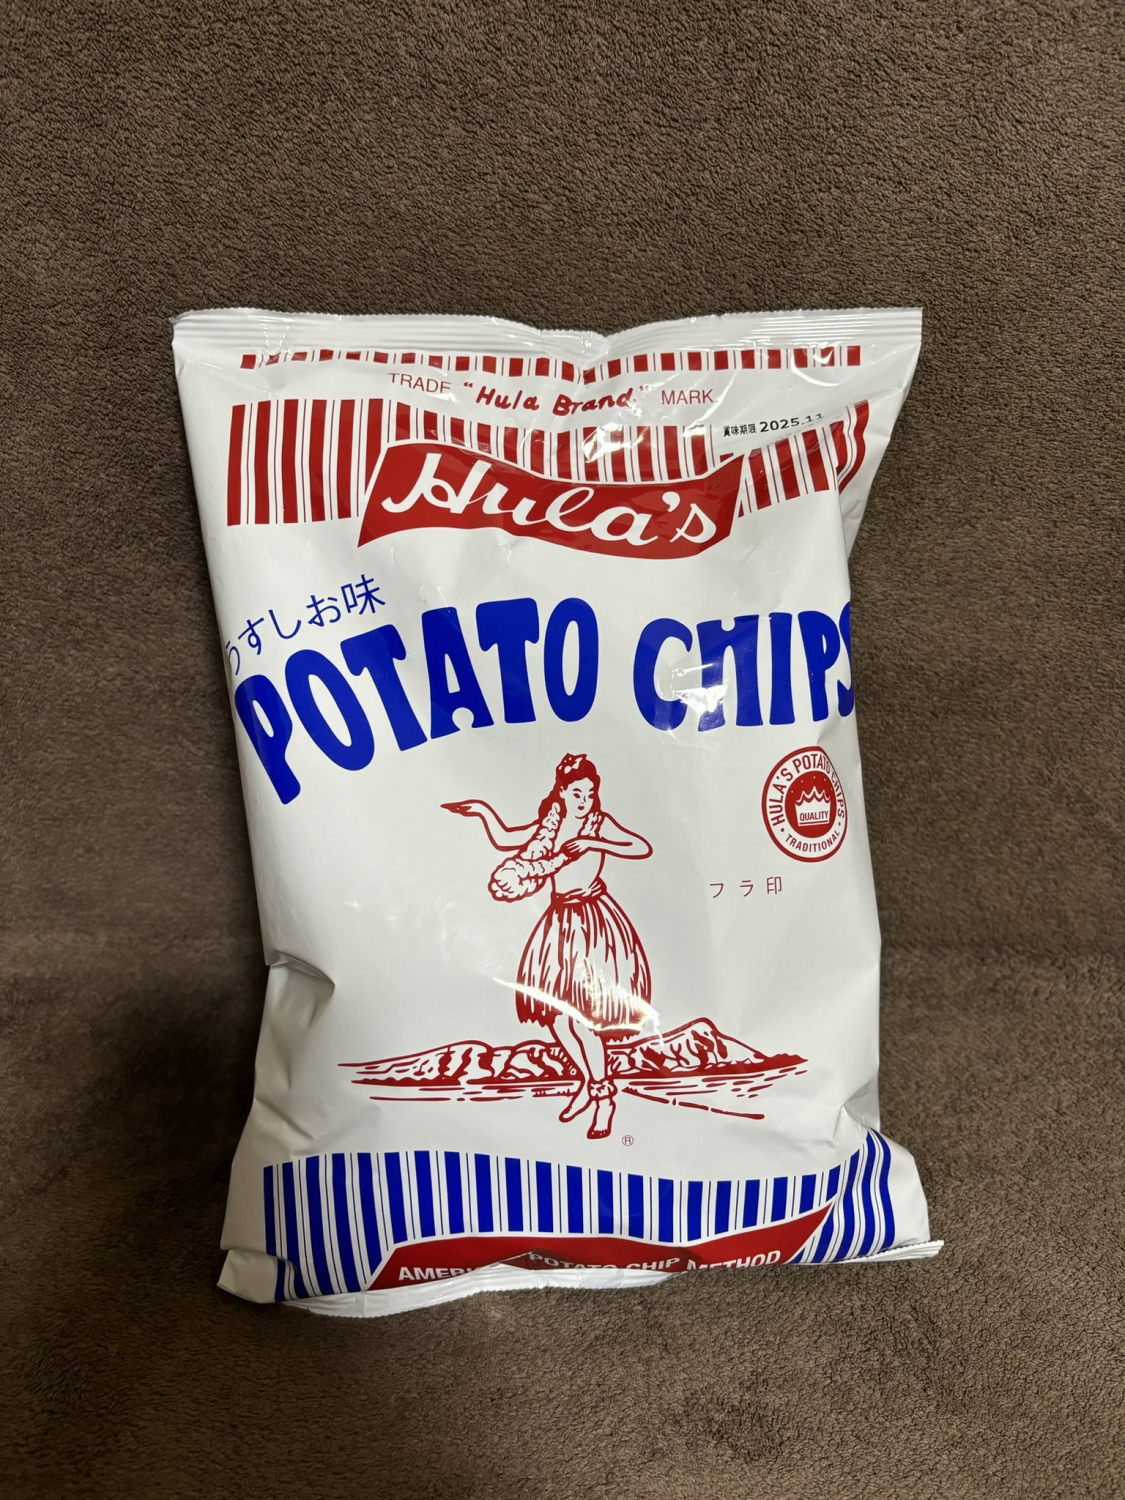 TRADE "Hula Brand" MARK
賞味期限 2025.11
Hula's
うすしお味
POTATO CHIPS
HULA'S POTATO CHIPS
QUALITY
• TRADITIONAL •
フラ印
®
POTATO CHIP METHOD